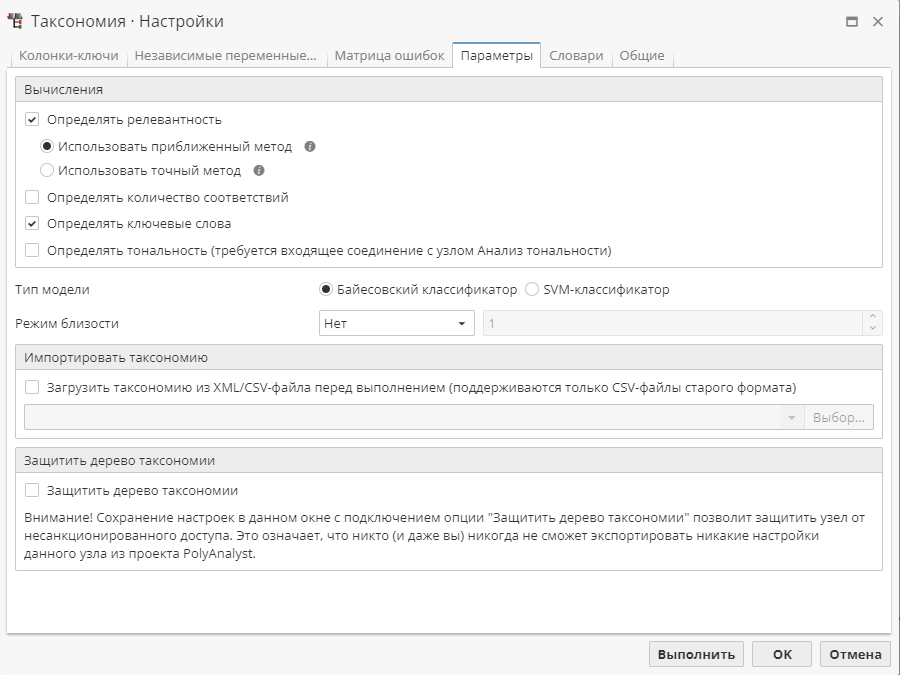 Таксономия · Настройки
Колонки-ключи Независимые переменные... Матрица ошибок Параметры Словари Общие
Вычисления
Определять релевантность
Использовать приближенный метод
Использовать точный метод
Определять количество соответствий
Определять ключевые слова
Определять тональность (требуется входящее соединение с узлом Анализ тональности)
Тип модели Байесовский классификатор SVM-классификатор
Режим близости Нет 1
Импортировать таксономию
Загрузить таксономию из XML/CSV-файла перед выполнением (поддерживаются только CSV-файлы старого формата)
Выбор...
Защитить дерево таксономии
Защитить дерево таксономии
Внимание! Сохранение настроек в данном окне с подключением опции "Защитить дерево таксономии" позволит защитить узел от
несанкционированного доступа. Это означает, что никто (и даже вы) никогда не сможет экспортировать никакие настройки
данного узла из проекта PolyAnalyst.
Выполнить OK Отмена